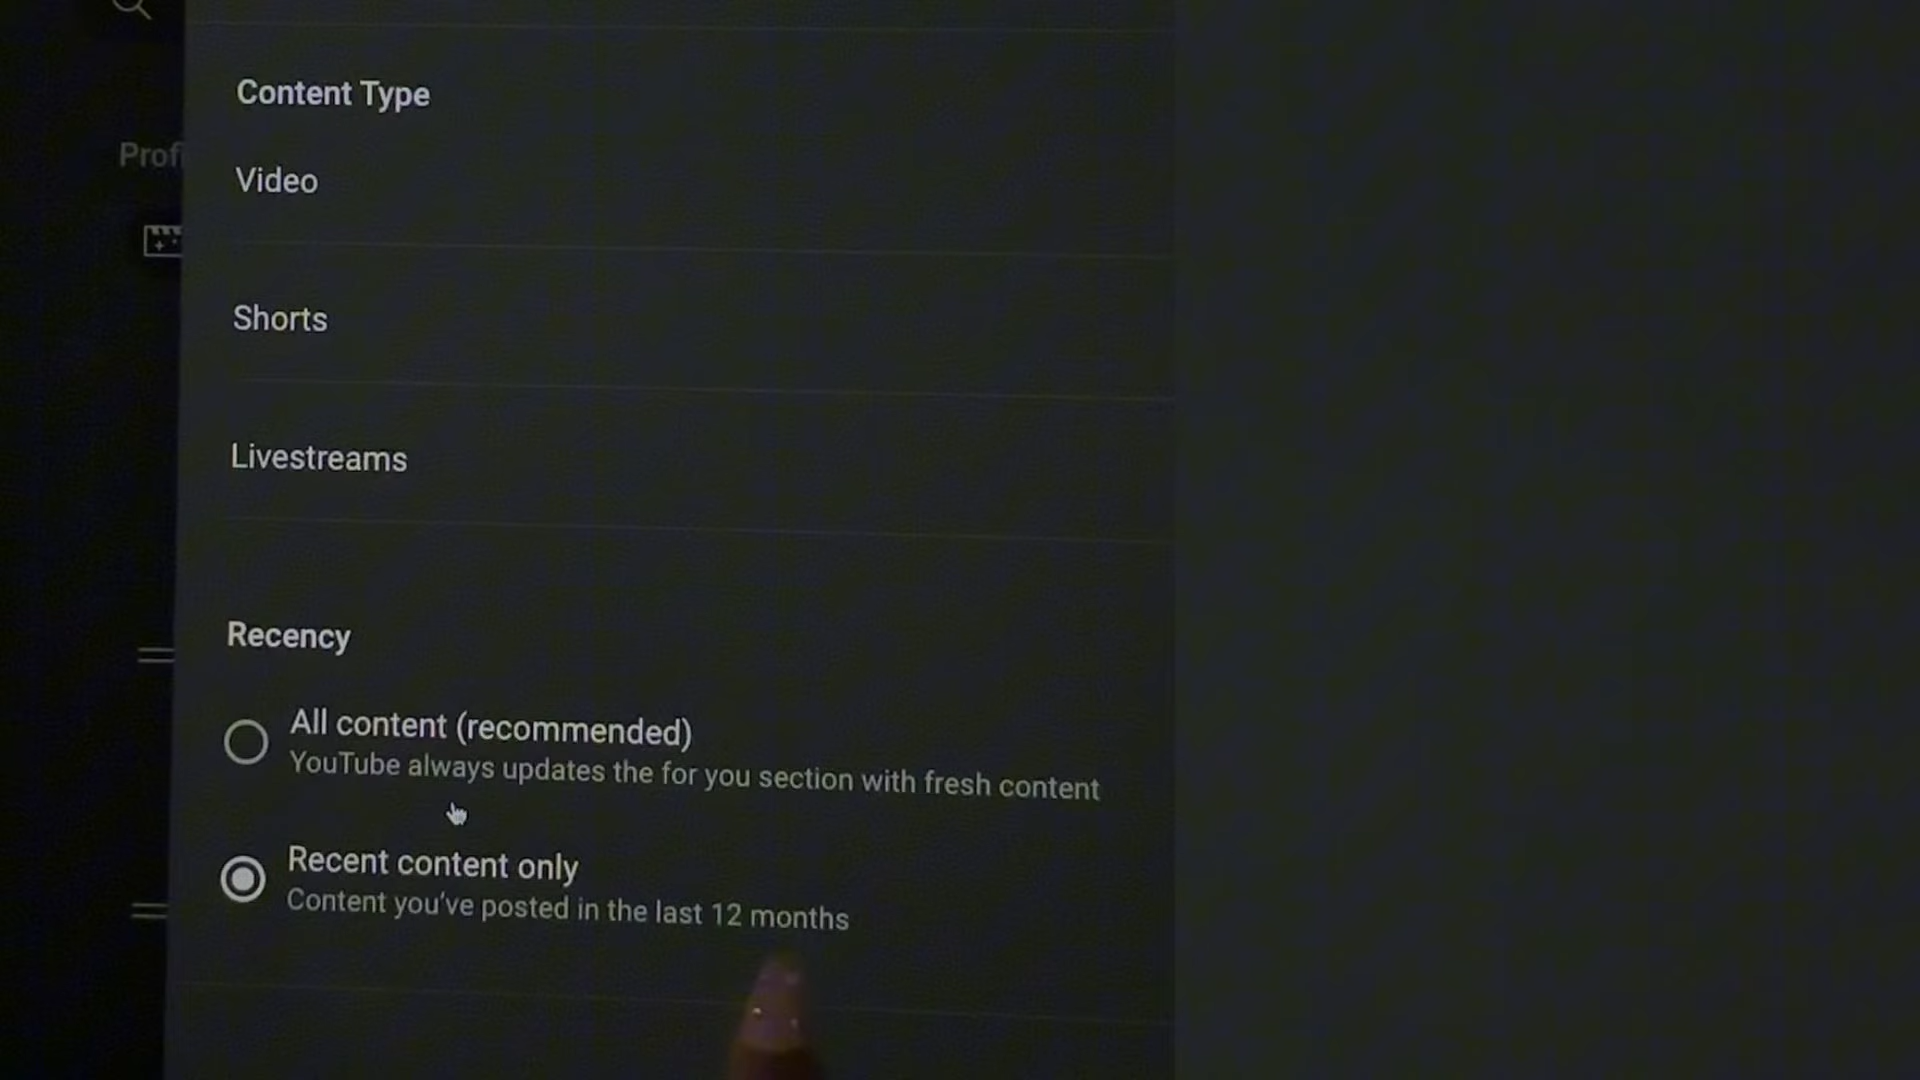 Content Type
Prof
Video
Shorts
Livestreams
Recency
All content (recommended)
YouTube always updates the for you section with fresh content
Recent content only
Content you've posted in the last 12 months